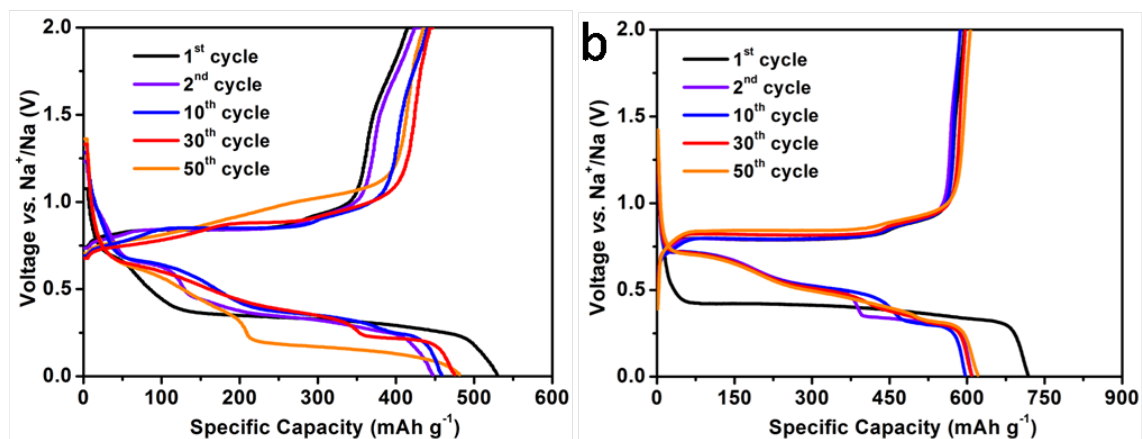 2.0
1.5
1.0
0.5
0.0
Voltage vs. Na⁺/Na (V)
1ˢᵗ cycle
2ⁿᵈ cycle
10ᵗʰ cycle
30ᵗʰ cycle
50ᵗʰ cycle
0 100 200 300 400 500 600
Specific Capacity (mAh g⁻¹)
b
2.0
1.5
1.0
0.5
0.0
Voltage vs. Na⁺/Na (V)
1ˢᵗ cycle
2ⁿᵈ cycle
10ᵗʰ cycle
30ᵗʰ cycle
50ᵗʰ cycle
0 150 300 450 600 750 900
Specific Capacity (mAh g⁻¹)